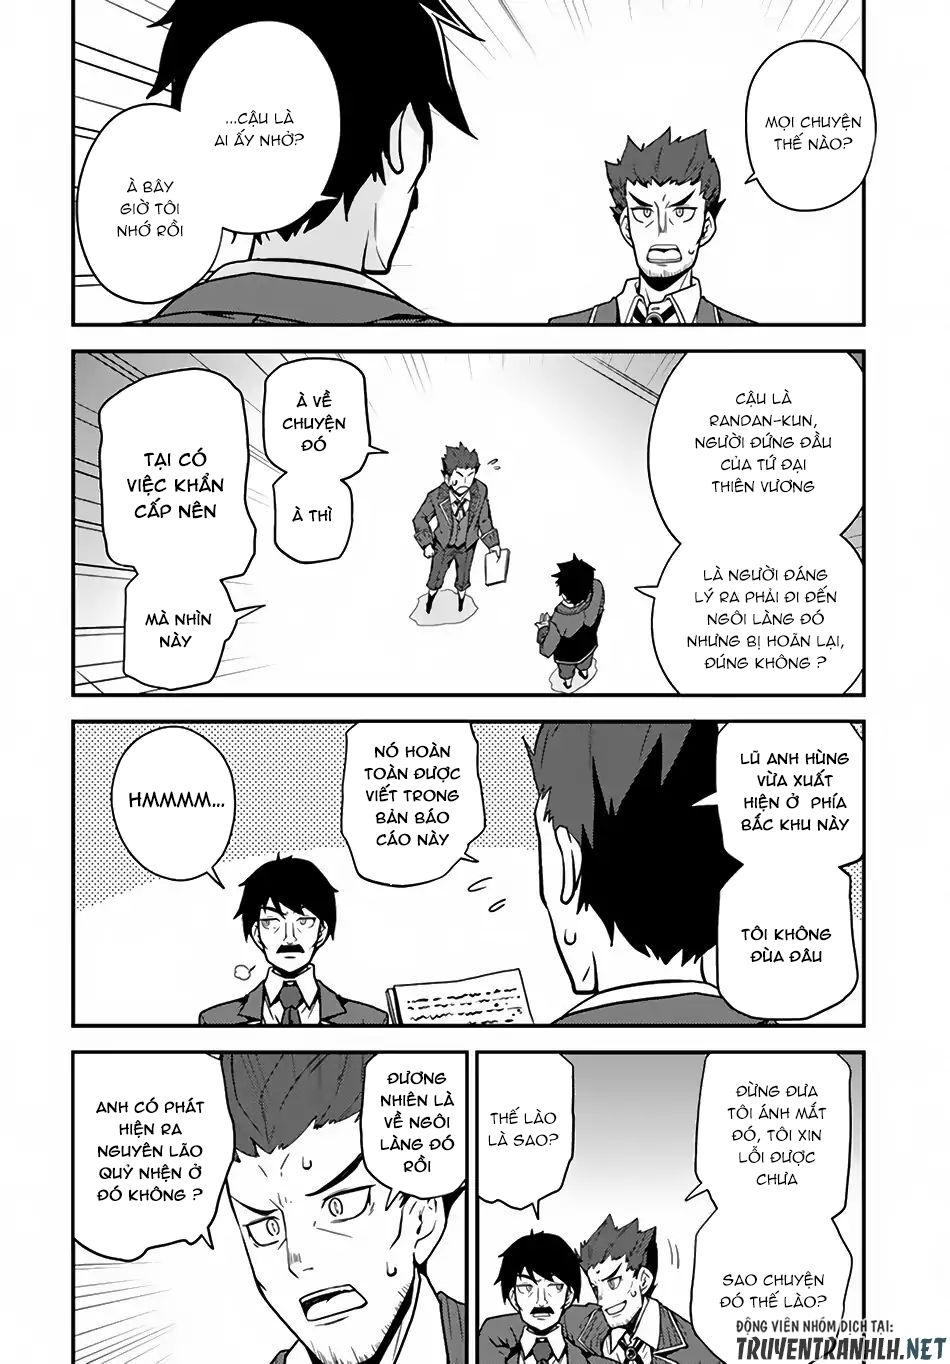 MỌI CHUYỆN
THẾ NÀO?
...CẬU LÀ
AI ẤY NHỞ?
À BÂY
GIỜ TÔI
NHỚ RỒI
CẬU LÀ
RANDAN-KUN,
NGƯỜI ĐỨNG ĐẦU
CỦA TỨ ĐẠI
THIÊN VƯƠNG
LÀ NGƯỜI ĐÁNG
LÝ RA PHẢI ĐI ĐẾN
NGÔI LÀNG ĐÓ
NHƯNG BỊ HOÃN LẠI,
ĐÚNG KHÔNG ?
À VỀ
CHUYỆN
ĐÓ
À THÌ
TẠI CÓ
VIỆC KHẨN
CẤP NÊN
MÀ NHÌN
NÀY
LŨ ANH HÙNG
VỪA XUẤT
HIỆN Ở PHÍA
BẮC KHU NÀY
TÔI KHÔNG
ĐÙA ĐÂU
NÓ HOÀN
TOÀN ĐƯỢC
VIẾT TRONG
BẢN BÁO
CÁO NÀY
HMMMM...
ĐỪNG ĐƯA
TÔI ÁNH MẮT
ĐÓ, TÔI XIN
LỖI ĐƯỢC
CHƯA
SAO CHUYỆN
ĐÓ THẾ LÀO?
THẾ LÀO
LÀ SAO?
ĐƯƠNG
NHIÊN LÀ
VỀ NGÔI
LÀNG ĐÓ
RỒI
ANH CÓ PHÁT
HIỆN RA
NGUYÊN LÃO
QUỶ NHỆN Ở
ĐÓ KHÔNG ?
ĐỘNG VIÊN NHÓM DỊCH TẠI:
TRUYENTRANHLH.NET